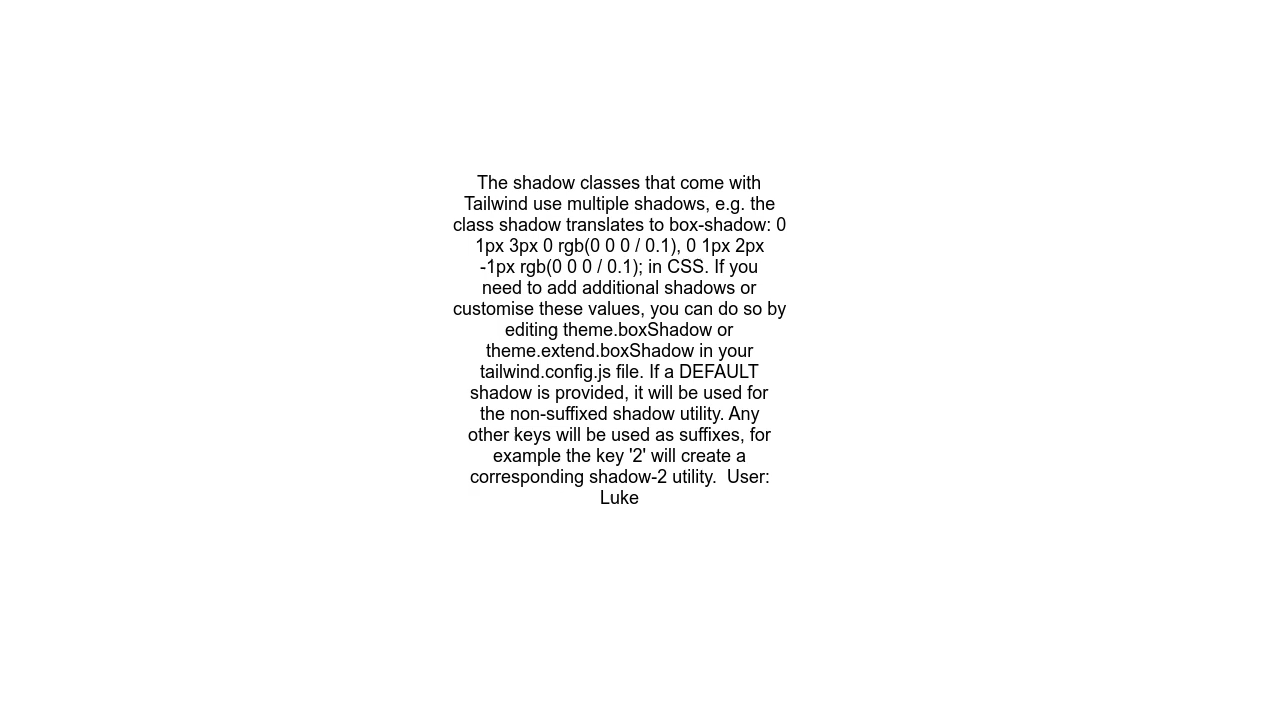 The shadow classes that come with
Tailwind use multiple shadows, e.g. the
class shadow translates to box-shadow: 0
1px 3px 0 rgb(0 0 0 / 0.1), 0 1px 2px
-1px rgb(0 0 0 / 0.1); in CSS. If you
need to add additional shadows or
customise these values, you can do so by
editing theme.boxShadow or
theme.extend.boxShadow in your
tailwind.config.js file. If a DEFAULT
shadow is provided, it will be used for
the non-suffixed shadow utility. Any
other keys will be used as suffixes, for
example the key '2' will create a
corresponding shadow-2 utility.  User:
Luke